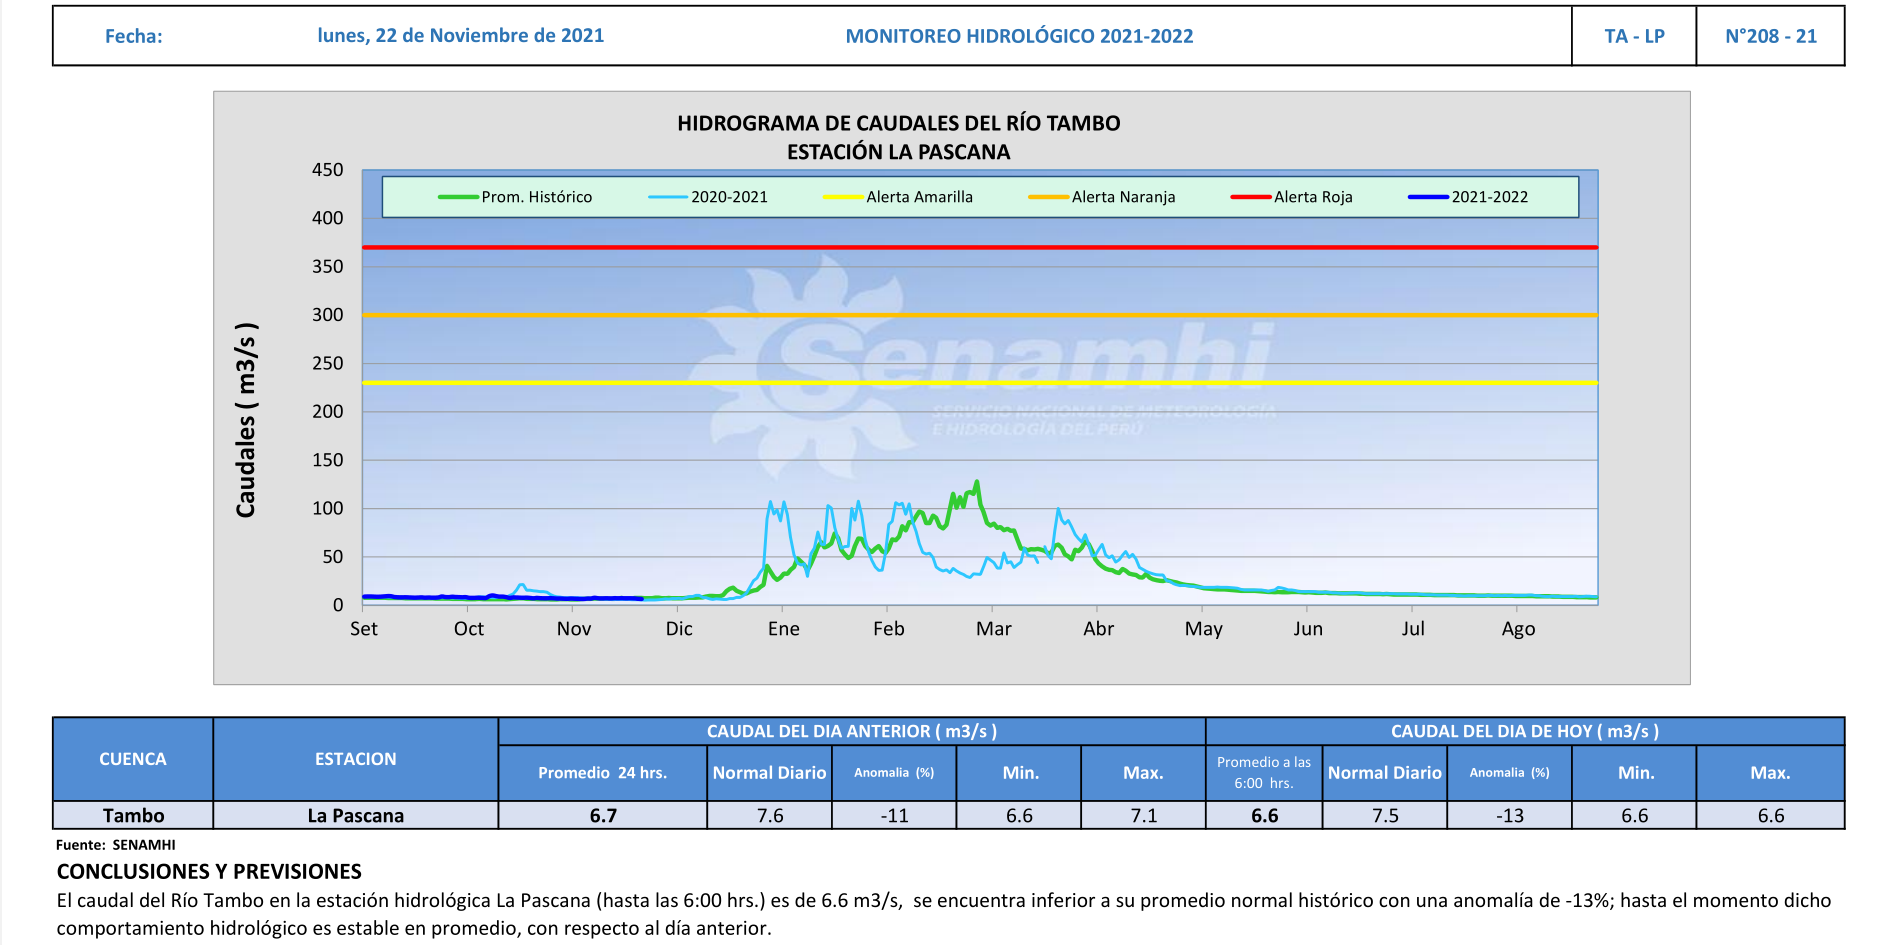 Fecha: lunes, 22 de Noviembre de 2021 MONITOREO HIDROLÓGICO 2021-2022 TA - LP N°208 - 21
HIDROGRAMA DE CAUDALES DEL RÍO TAMBO
ESTACIÓN LA PASCANA
Prom. Histórico 2020-2021 Alerta Amarilla Alerta Naranja Alerta Roja 2021-2022
Caudales ( m3/s )
450
400
350
300
250
200
150
100
50
0
Senamhi
SERVICIO NACIONAL DE METEOROLOGÍA
E HIDROLOGÍA DEL PERÚ
Set Oct Nov Dic Ene Feb Mar Abr May Jun Jul Ago
CUENCA ESTACION CAUDAL DEL DIA ANTERIOR ( m3/s ) CAUDAL DEL DIA DE HOY ( m3/s )
Promedio 24 hrs. Normal Diario Anomalia (%) Min. Max. Promedio a las 6:00 hrs. Normal Diario Anomalia (%) Min. Max.
Tambo La Pascana 6.7 7.6 -11 6.6 7.1 6.6 7.5 -13 6.6 6.6
Fuente: SENAMHI
CONCLUSIONES Y PREVISIONES
El caudal del Río Tambo en la estación hidrológica La Pascana (hasta las 6:00 hrs.) es de 6.6 m3/s, se encuentra inferior a su promedio normal histórico con una anomalía de -13%; hasta el momento dicho
comportamiento hidrológico es estable en promedio, con respecto al día anterior.